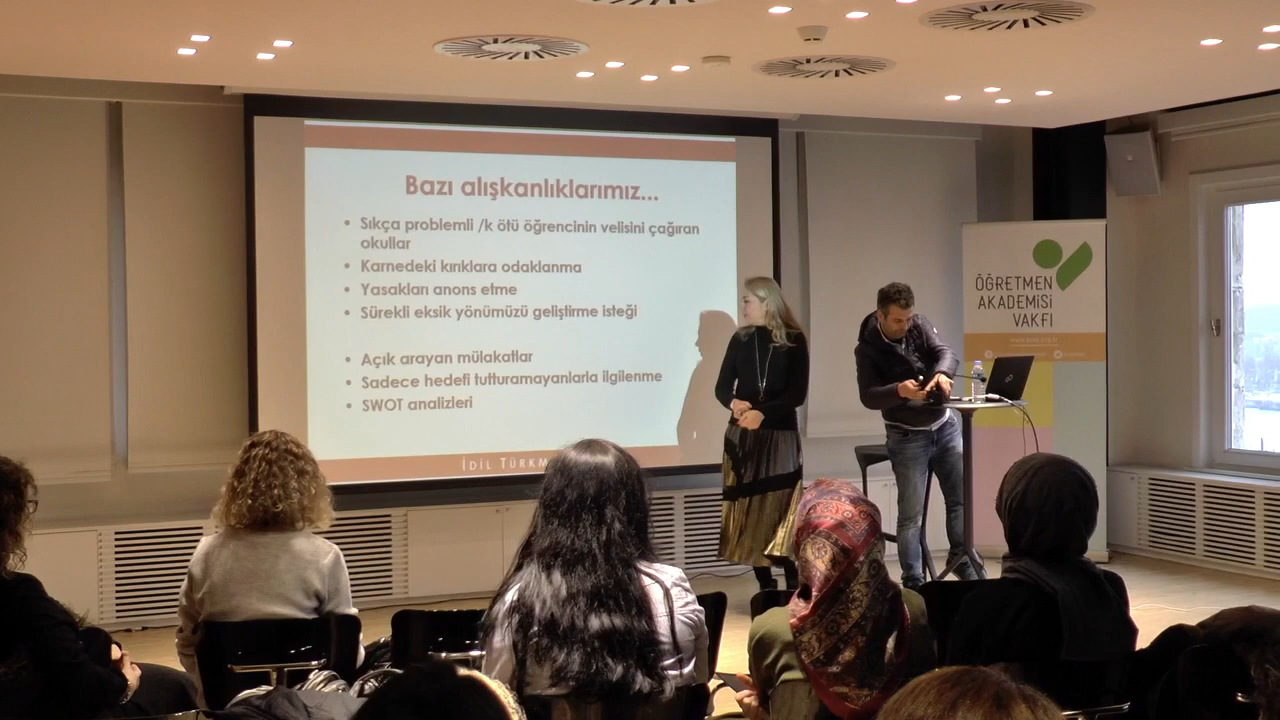 Bazı alışkanlıklarımız...
• Sıkça problemli /k ötü öğrencinin velisini çağıran
okullar
• Karnedeki kırıklara odaklanma
• Yasakları anons etme
• Sürekli eksik yönümüzü geliştirme isteği
• Açık arayan mülakatlar
• Sadece hedefi tutturamayanlarla ilgilenme
• SWOT analizleri
İDİL
ÖĞRETMEN
AKADEMİSİ
VAKFI